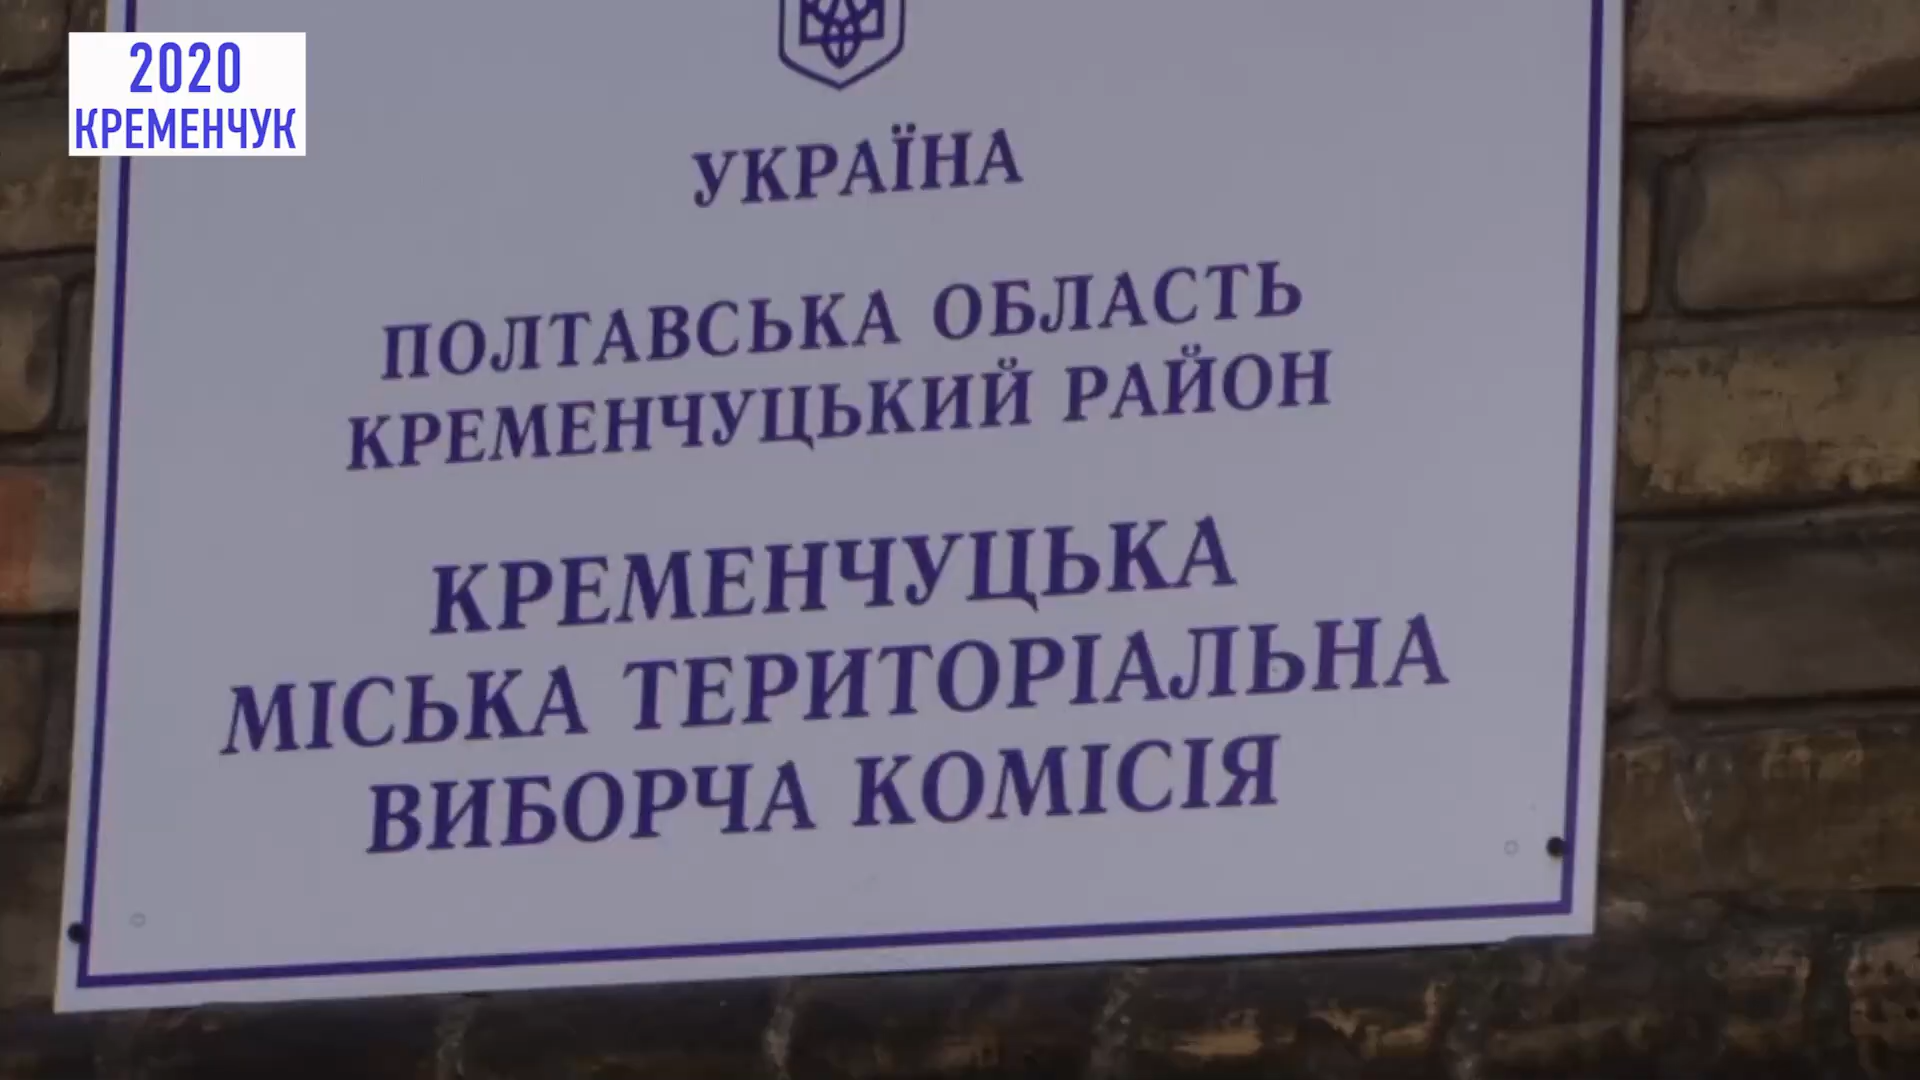 2020
КРЕМЕНЧУК
УКРАЇНА
ПОЛТАВСЬКА ОБЛАСТЬ
КРЕМЕНЧУЦЬКИЙ РАЙОН
КРЕМЕНЧУЦЬКА
МІСЬКА ТЕРИТОРІАЛЬНА
ВИБОРЧА КОМІСІЯ